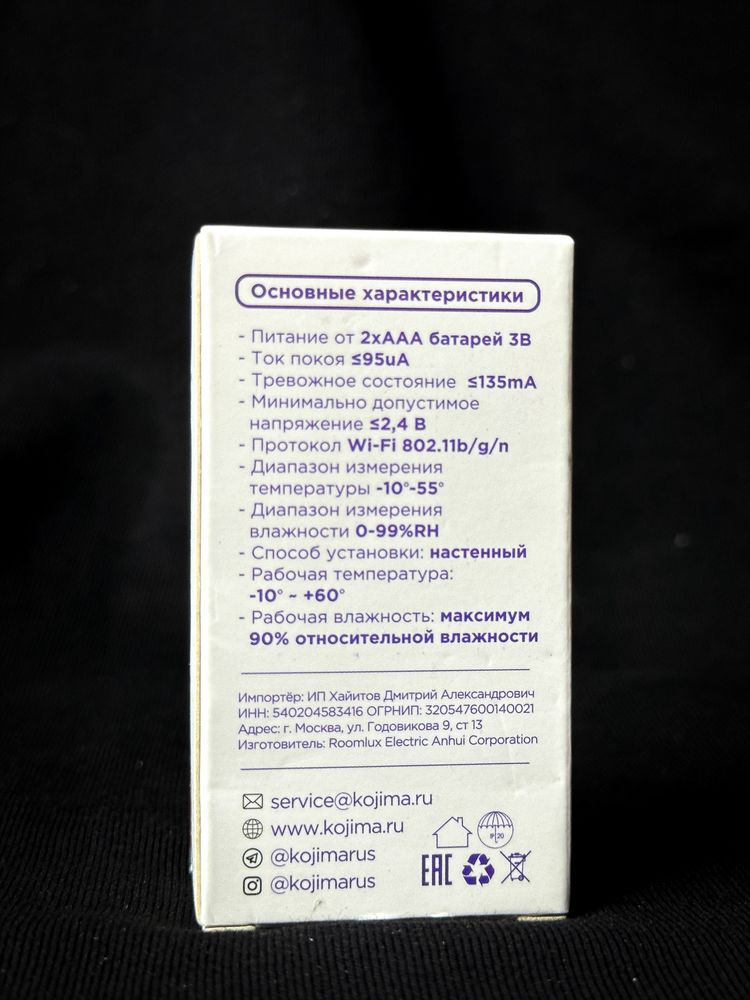 Основные характеристики
- Питание от 2xAAA батарей 3В
- Ток покоя ≤95uA
- Тревожное состояние ≤135mA
- Минимально допустимое
напряжение ≤2,4 В
- Протокол Wi-Fi 802.11b/g/n
- Диапазон измерения
температуры -10°-55°
- Диапазон измерения
влажности 0-99%RH
- Способ установки: настенный
- Рабочая температура:
-10° ~ +60°
- Рабочая влажность: максимум
90% относительной влажности
Импортёр: ИП Хайитов Дмитрий Александрович
ИНН: 540204583416 ОГРНИП: 320547600140021
Адрес: г. Москва, ул. Годовикова 9, ст 13
Изготовитель: Roomlux Electric Anhui Corporation
service@kojima.ru
www.kojima.ru
@kojimarus
@kojimarus
IP 20
EAC